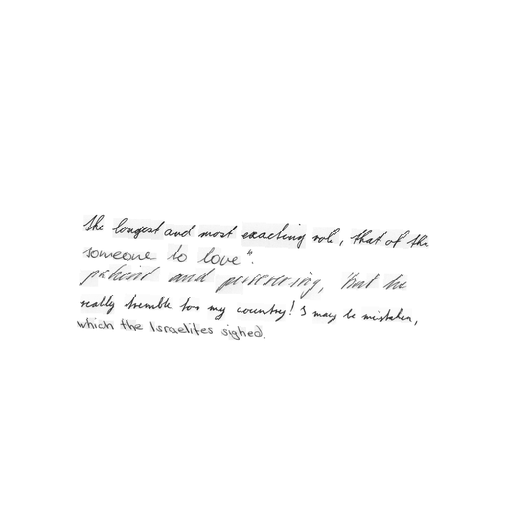 the longest and most exacting role, that of the
someone to love".
patient and persevering, but he
really tremble for my country! I may be mistaken,
which the Israelites sighed.